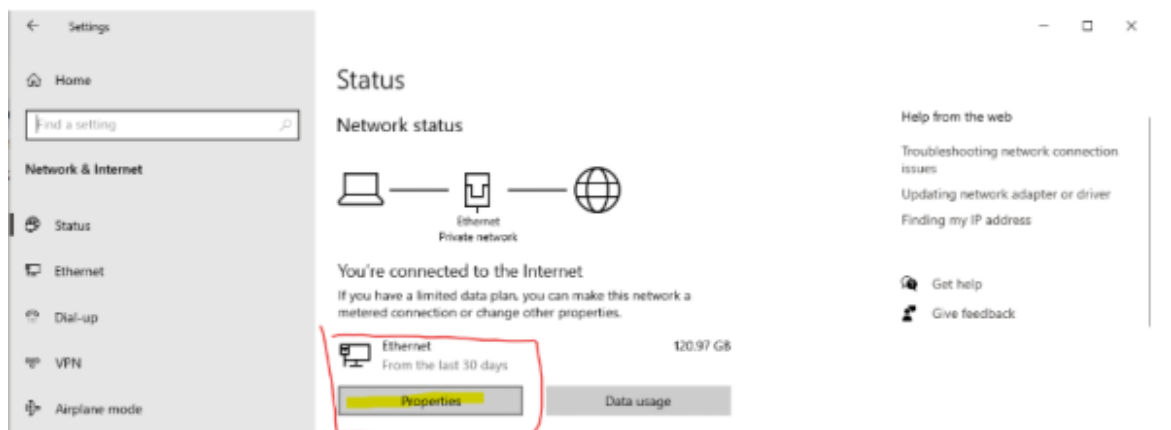 Settings
Home
Find a setting
Network & Internet
Status
Ethernet
Dial-up
VPN
Airplane mode
Status
Network status
Ethernet
Private network
You're connected to the Internet
If you have a limited data plan, you can make this network a
metered connection or change other properties.
Ethernet
From the last 30 days
120.97 GB
Properties
Data usage
Help from the web
Troubleshooting network connection
issues
Updating network adapter or driver
Finding my IP address
Get help
Give feedback